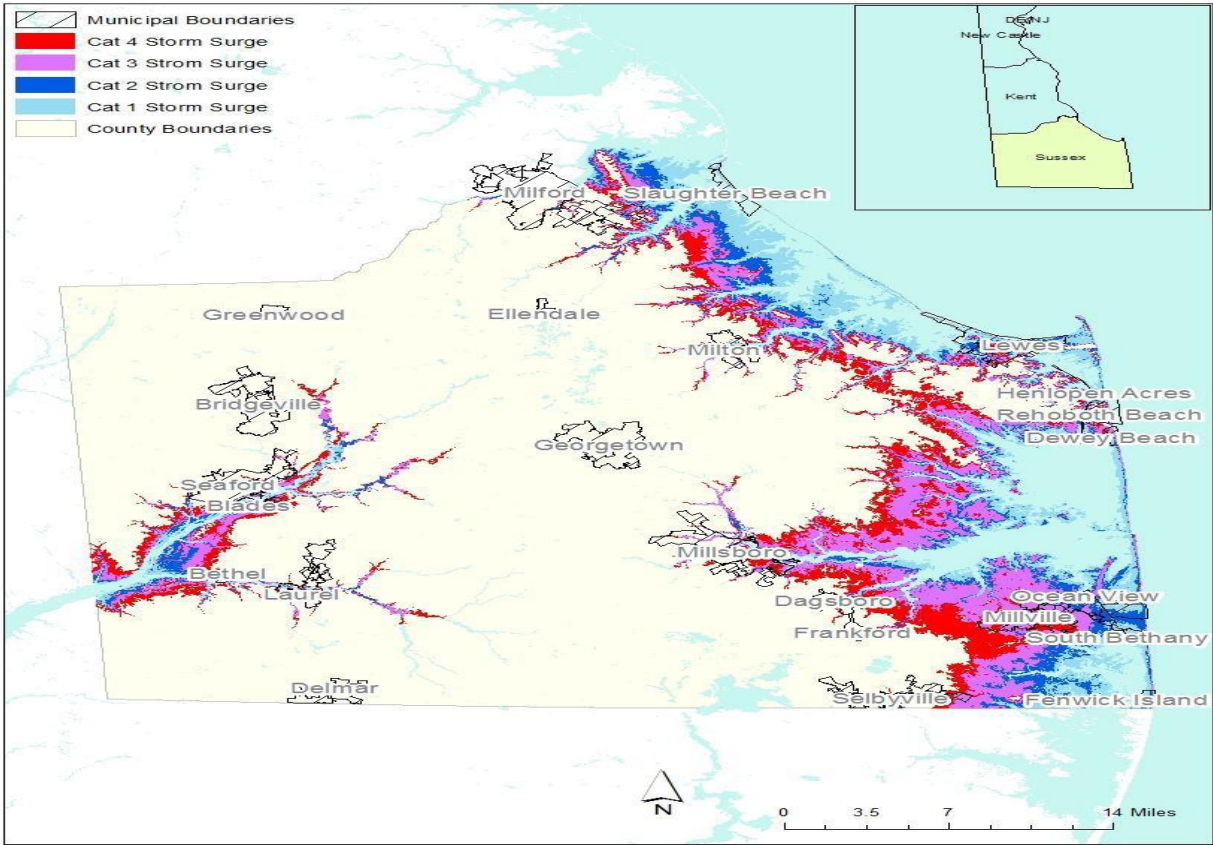 Municipal Boundaries
Cat 4 Storm Surge
Cat 3 Strom Surge
Cat 2 Strom Surge
Cat 1 Storm Surge
County Boundaries
DE/NJ
New Castle
Kent
Sussex
Milford
Slaughter Beach
Greenwood
Ellendale
Milton
Lewes
Bridgeville
Henlopen Acres
Rehoboth Beach
Georgetown
Dewey Beach
Seaford
Blades
Millsboro
Bethel
Laurel
Dagsboro
Ocean View
Millville
Frankford
South Bethany
Delmar
Selbyville
Fenwick Island
N
0 3.5 7 14 Miles